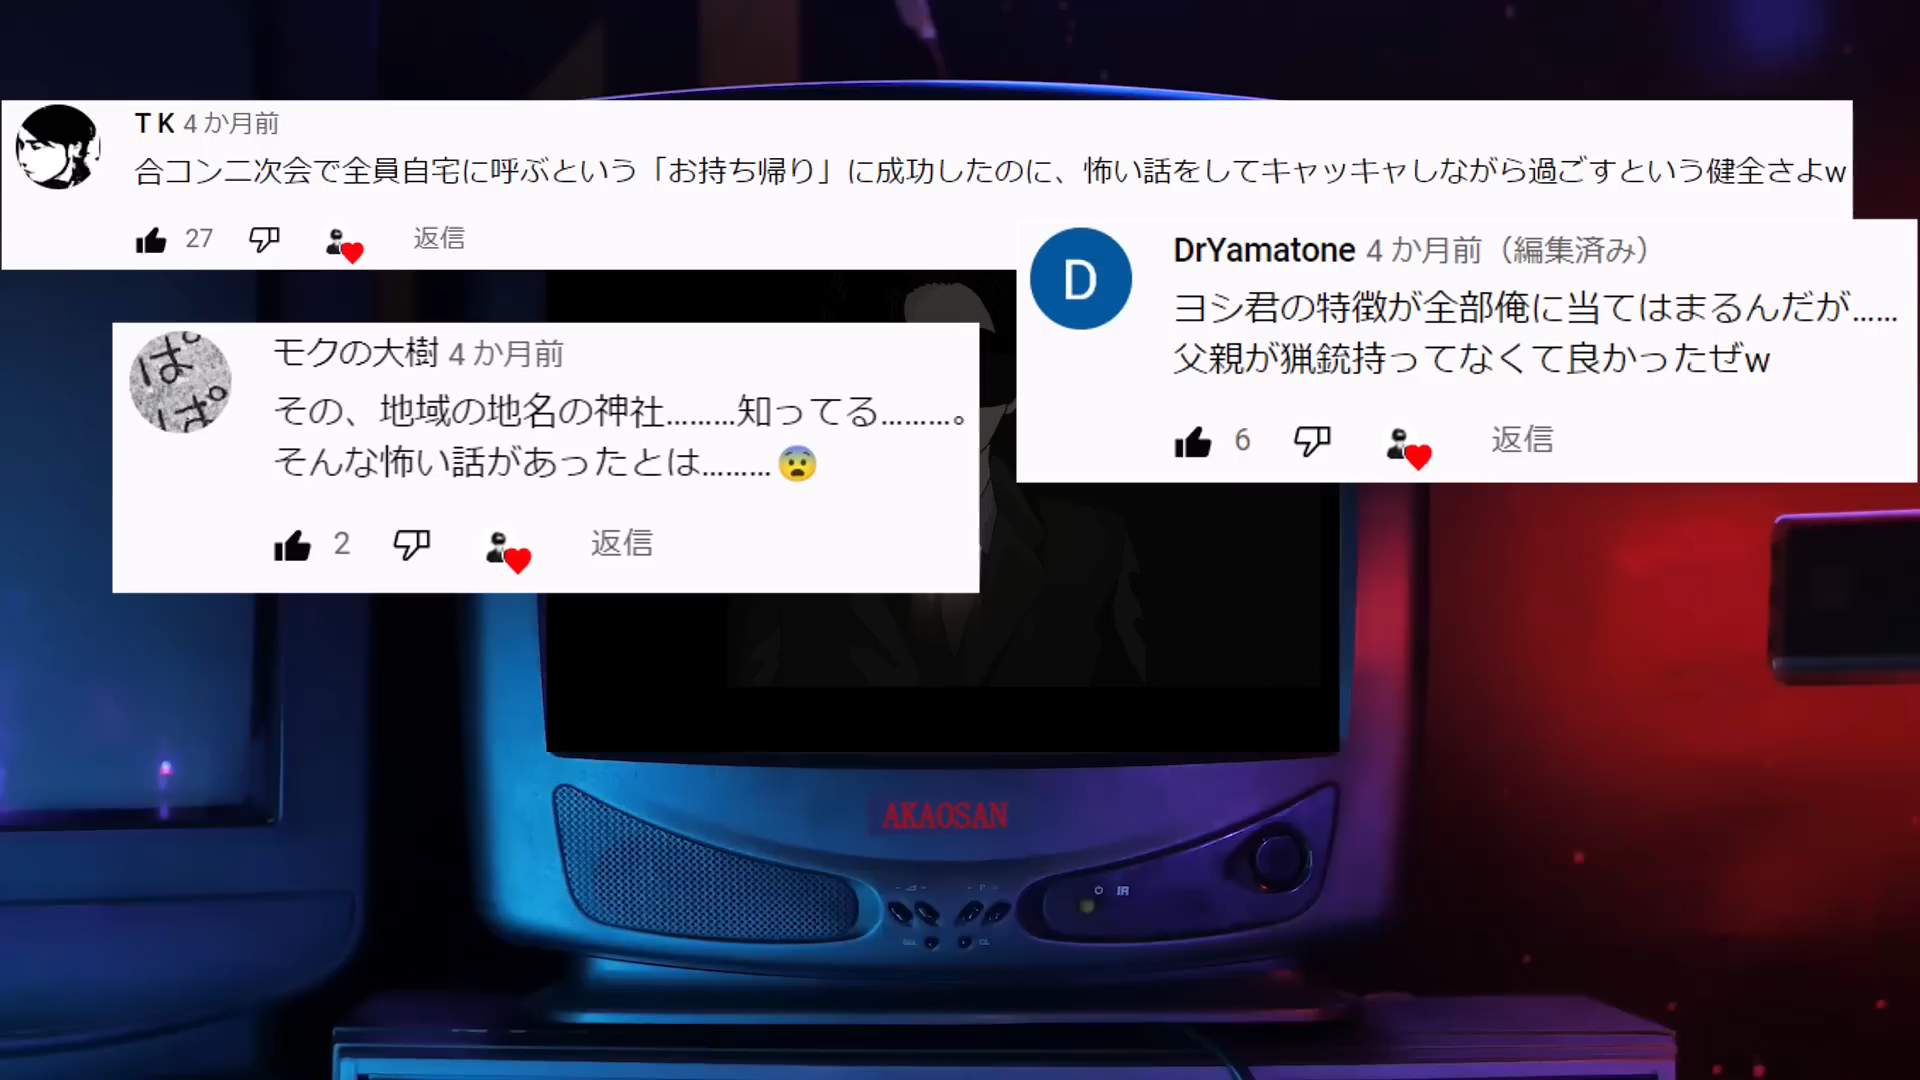 T K 4 か月前
合コン二次会で全員自宅に呼ぶという「お持ち帰り」に成功したのに、怖い話をしてキャッキャしながら過ごすという健全さよw
27 返信
DrYamatone 4 か月前（編集済み）
ヨシ君の特徴が全部俺に当てはまるんだが......
父親が猟銃持ってなくて良かったぜw
6 返信
ぱ
ぱ
モクの大樹 4 か月前
その、地域の地名の神社.........知ってる.........。
そんな怖い話があったとは.........😨
2 返信
D
AKAOSAN